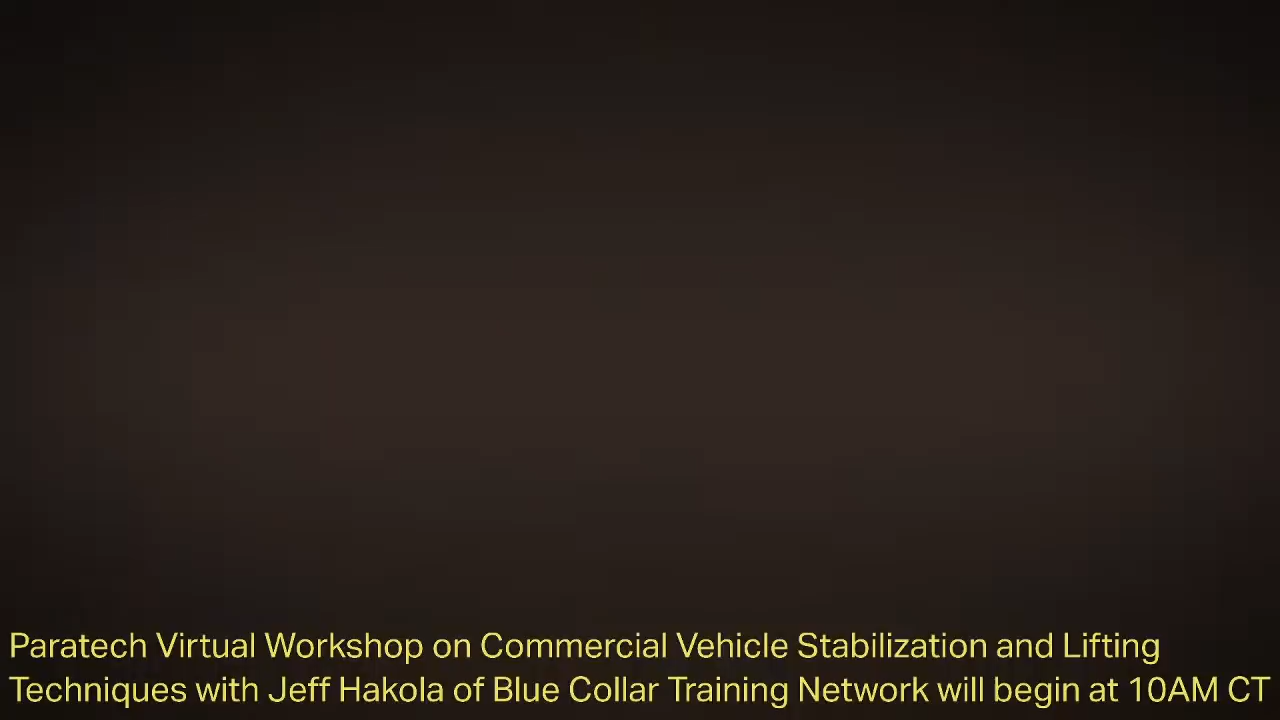 Paratech Virtual Workshop on Commercial Vehicle Stabilization and Lifting
Techniques with Jeff Hakola of Blue Collar Training Network will begin at 10AM CT